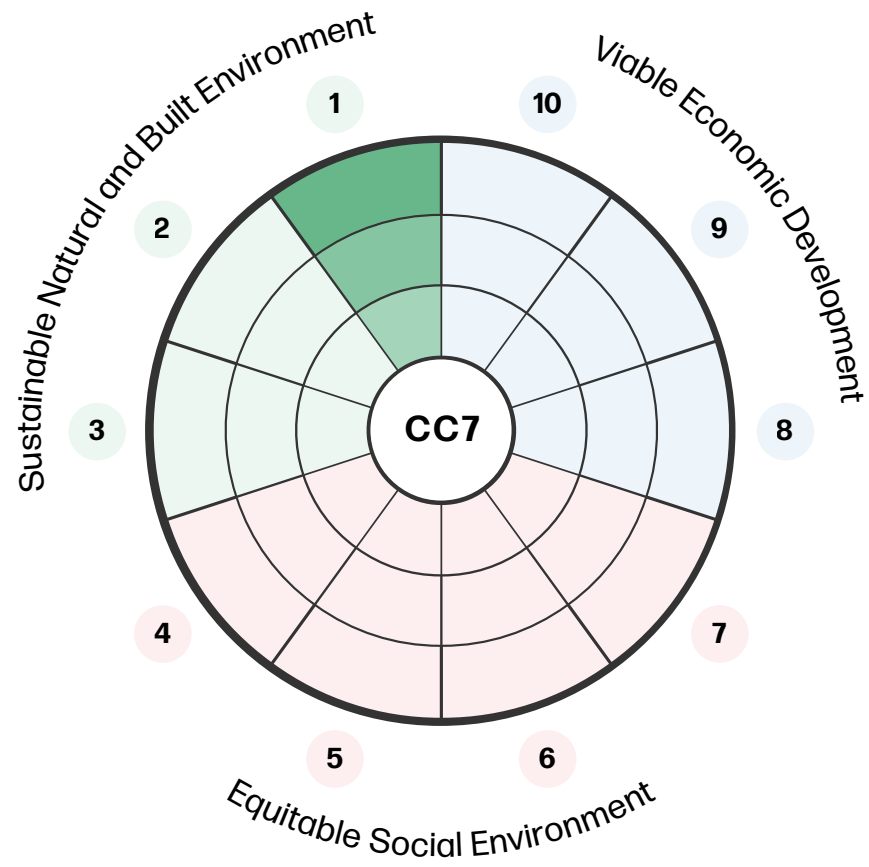 Sustainable Natural and Built Environment
Viable Economic Development
1
10
2
9
3
CC7
8
4
7
5
6
Equitable Social Environment